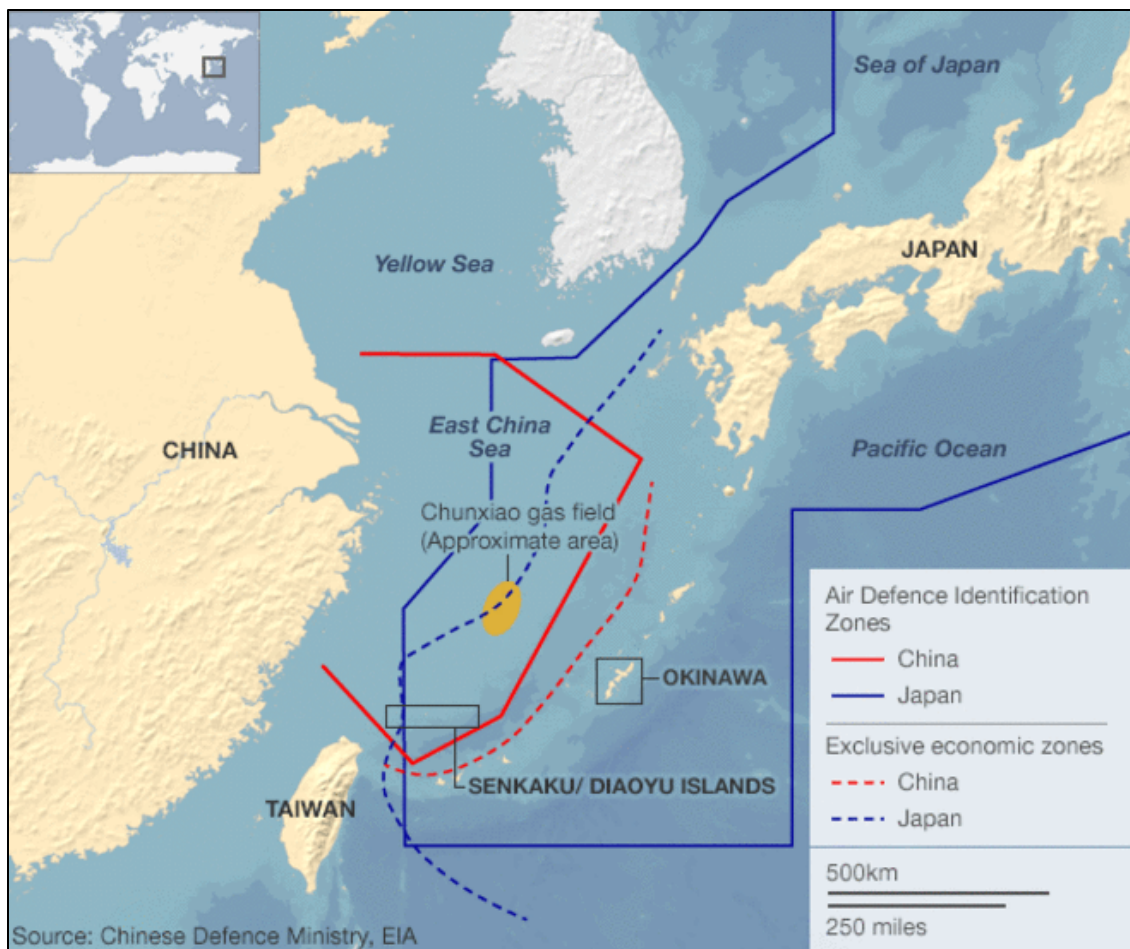 Sea of Japan
Yellow Sea
JAPAN
East China
Sea
CHINA
Pacific Ocean
Chunxiao gas field
(Approximate area)
OKINAWA
SENKAKU/ DIAOYU ISLANDS
TAIWAN
Air Defence Identification
Zones
China
Japan
Exclusive economic zones
China
Japan
500km
250 miles
Source: Chinese Defence Ministry, EIA